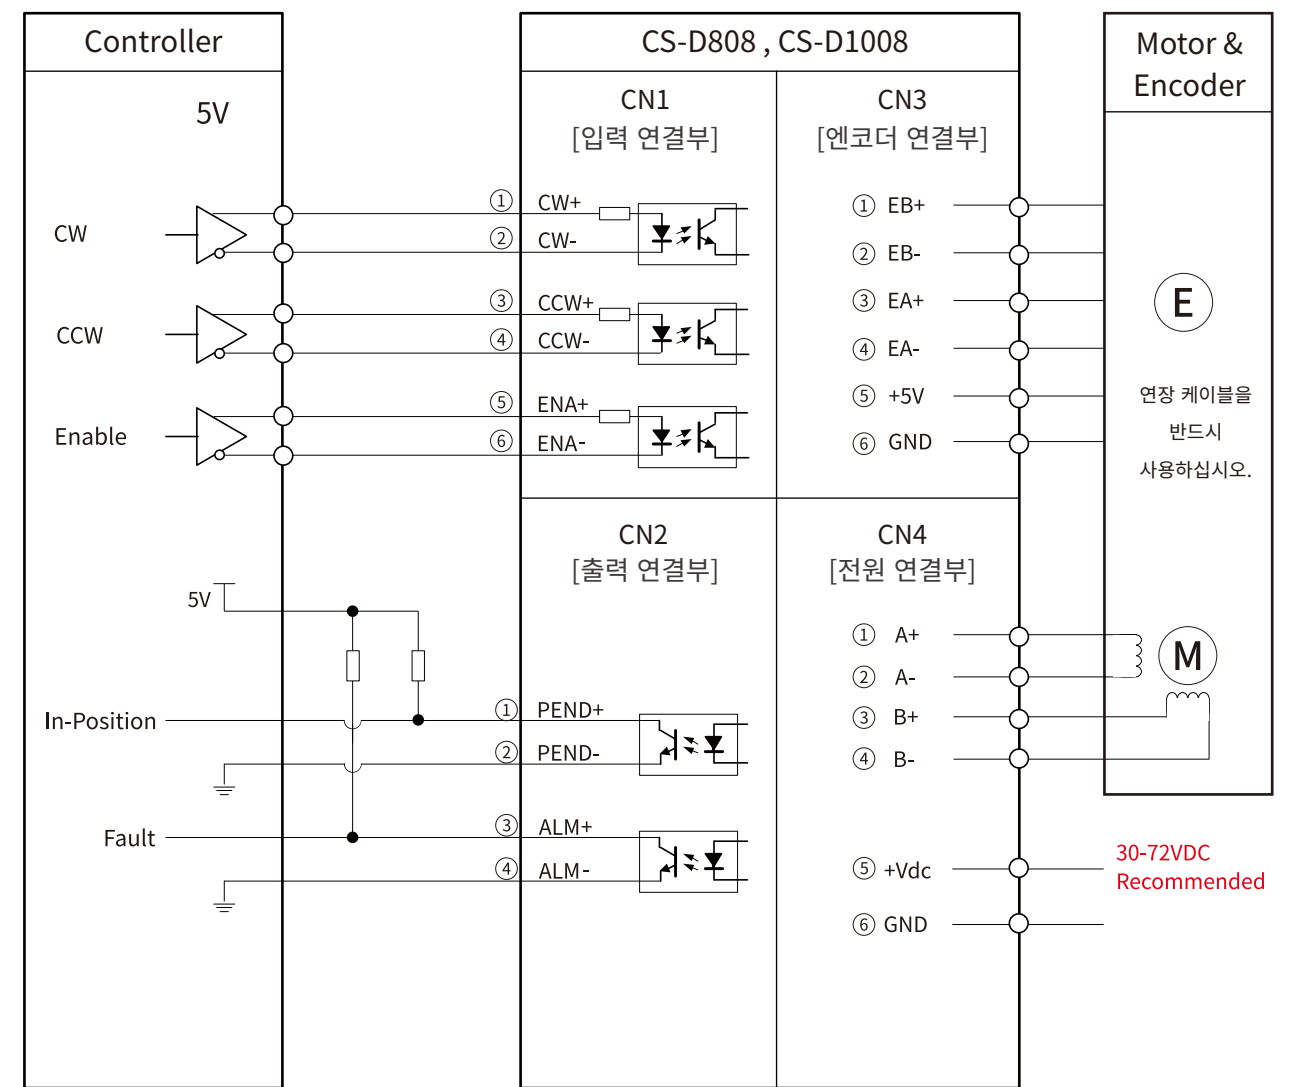 Controller
5V
CW
CCW
Enable
5V
In-Position
Fault
CS-D808 , CS-D1008
CN1
[입력 연결부]
① CW+
② CW-
③ CCW+
④ CCW-
⑤ ENA+
⑥ ENA-
CN3
[엔코더 연결부]
① EB+
② EB-
③ EA+
④ EA-
⑤ +5V
⑥ GND
CN2
[출력 연결부]
① PEND+
② PEND-
③ ALM+
④ ALM-
CN4
[전원 연결부]
① A+
② A-
③ B+
④ B-
⑤ +Vdc
⑥ GND
Motor &
Encoder
E
연장 케이블을
반드시
사용하십시오.
M
30-72VDC
Recommended